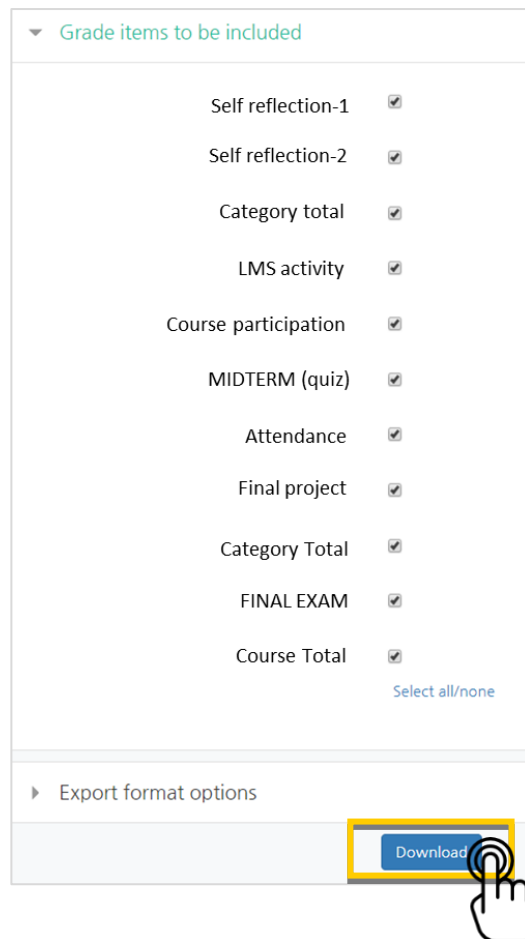 Grade items to be included
Self reflection-1
Self reflection-2
Category total
LMS activity
Course participation
MIDTERM (quiz)
Attendance
Final project
Category Total
FINAL EXAM
Course Total
Select all/none
Export format options
Download